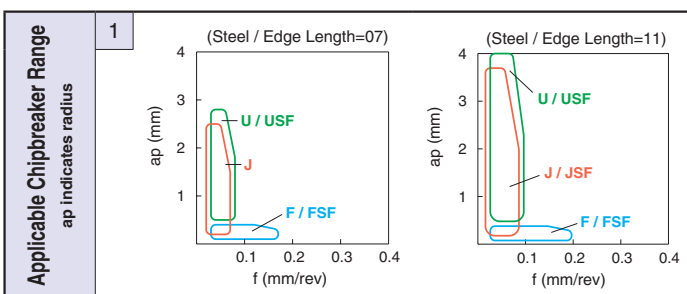 Applicable Chipbreaker Range
ap indicates radius
1
(Steel / Edge Length=07)
4
3
2
1
ap (mm)
U / USF
J
F / FSF
0.1 0.2 0.3 0.4
f (mm/rev)
(Steel / Edge Length=11)
4
3
2
1
ap (mm)
U / USF
J / JSF
F / FSF
0.1 0.2 0.3 0.4
f (mm/rev)